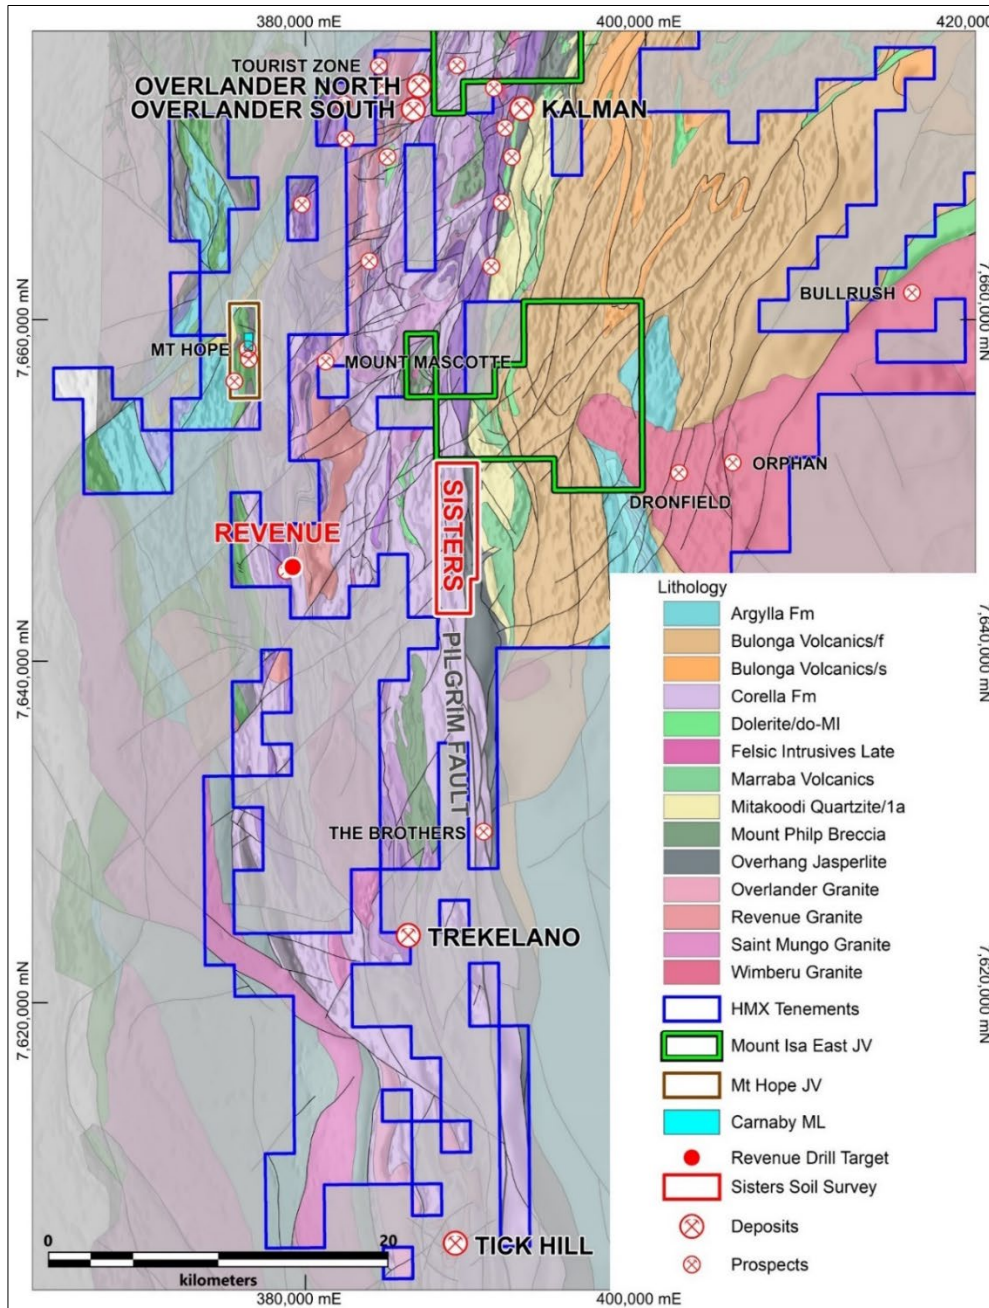 380,000 mE
400,000 mE
420,000
TOURIST ZONE
OVERLANDER NORTH
OVERLANDER SOUTH
KALMAN
BULLRUSH
7,660,000 mN
7,660,000 mN
MT HOPE
MOUNT MASCOTTE
ORPHAN
DRONFIELD
SISTERS
REVENUE
PILGRIM FAULT
7,640,000 mN
7,640,000 mN
THE BROTHERS
TREKELANO
7,620,000 mN
7,620,000 mN
TICK HILL
Lithology
Argylla Fm
Bulonga Volcanics/f
Bulonga Volcanics/s
Corella Fm
Dolerite/do-MI
Felsic Intrusives Late
Marraba Volcanics
Mitakoodi Quartzite/1a
Mount Philp Breccia
Overhang Jasperlite
Overlander Granite
Revenue Granite
Saint Mungo Granite
Wimberu Granite
HMX Tenements
Mount Isa East JV
Mt Hope JV
Carnaby ML
Revenue Drill Target
Sisters Soil Survey
Deposits
Prospects
0
20
kilometers
380,000 mE
400,000 mE